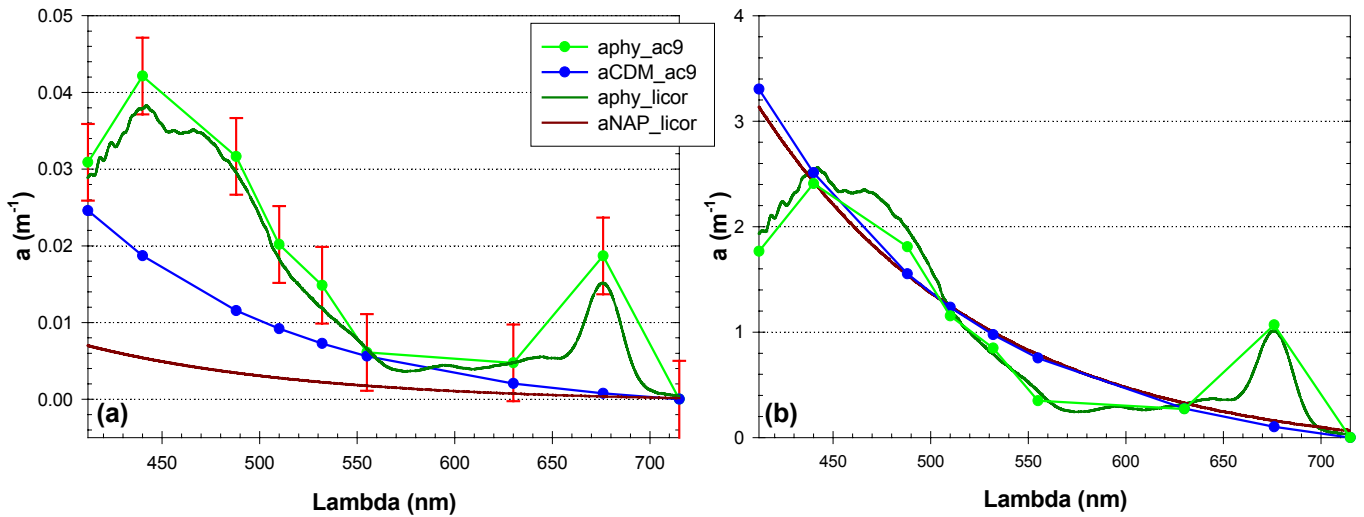 0.05
0.04
0.03
0.02
0.01
0.00
a (m-1)
(a)
450 500 550 600 650 700
Lambda (nm)
aphy_ac9
aCDM_ac9
aphy_licor
aNAP_licor
4
3
2
1
0
a (m-1)
(b)
450 500 550 600 650 700
Lambda (nm)